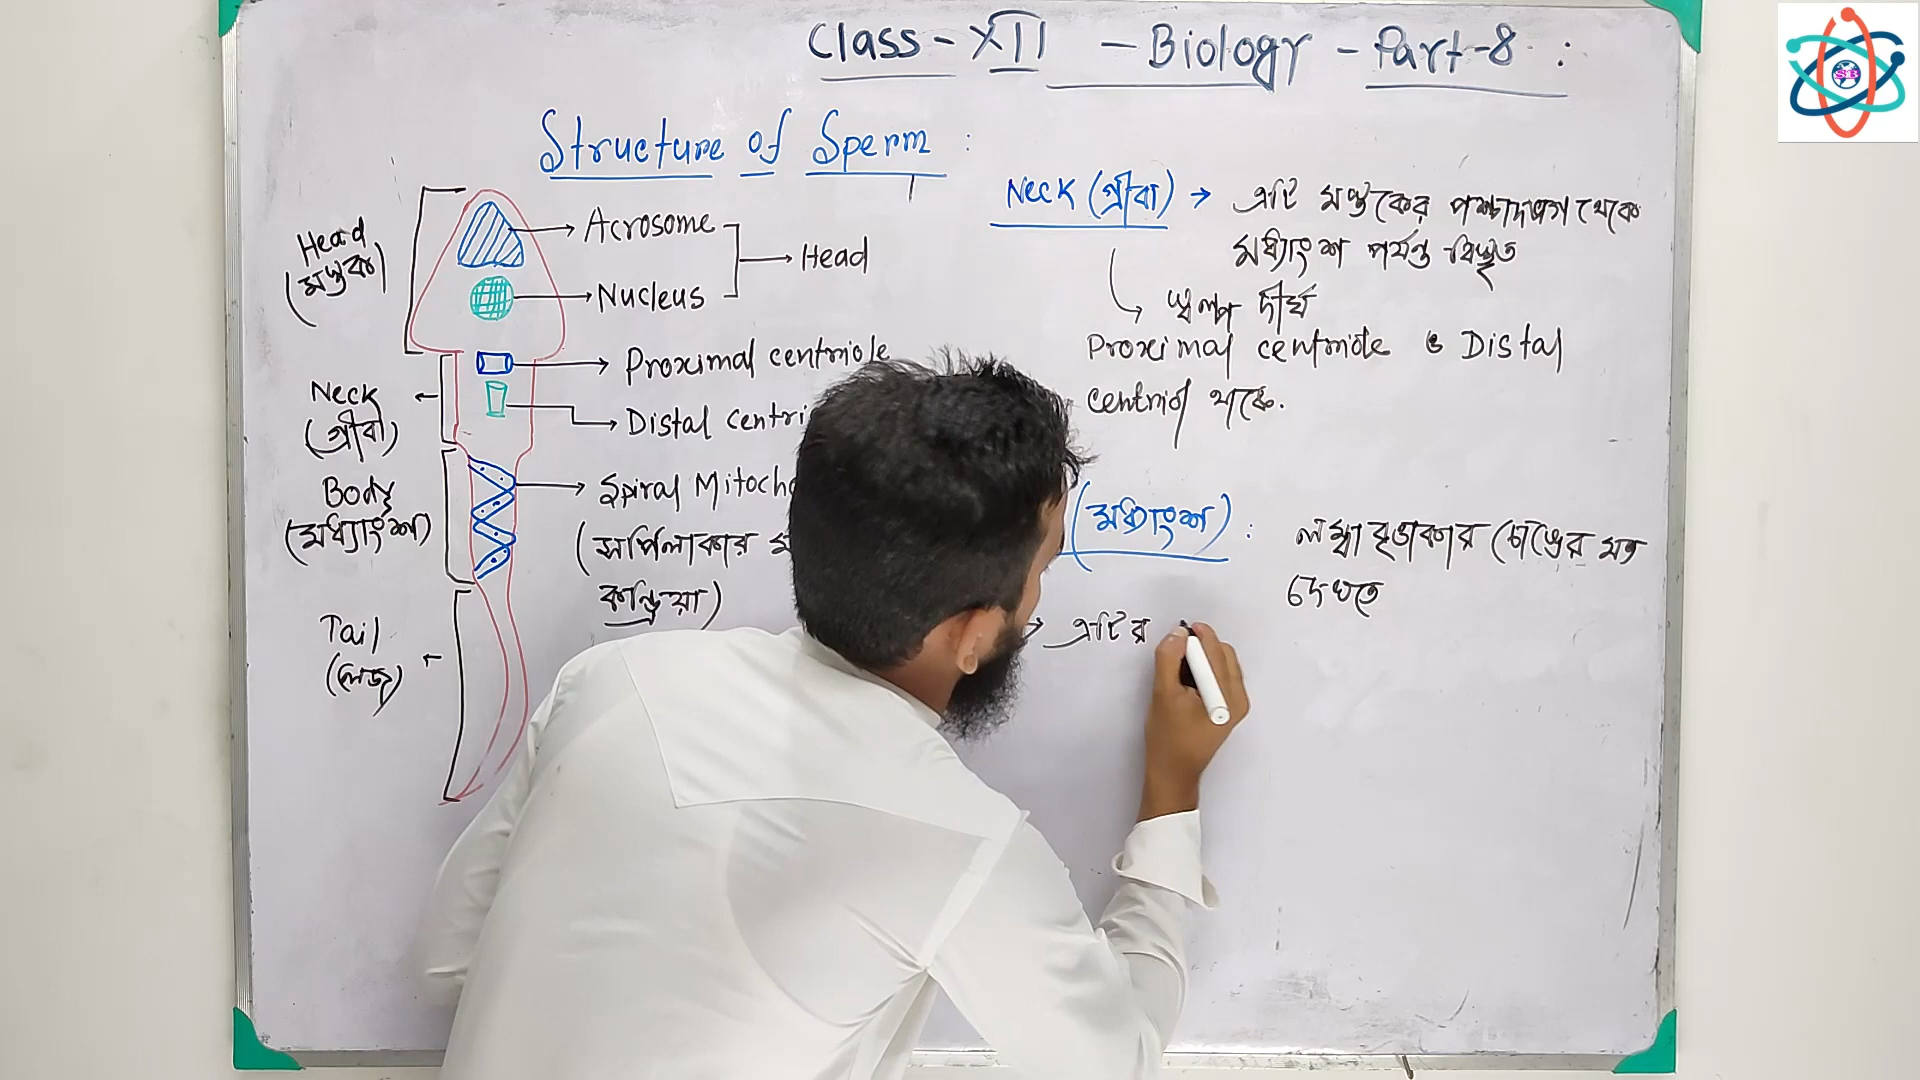 Class - XII - Biology - Part-8 :
Structure of Sperm :
Head
(মস্তক)
Acrosome
Nucleus
Head
Proximal centriole
Neck
(গ্রীবা)
Distal centri
Body
(মধ্যাংশ)
Spiral Mitocho
(সর্পিলাকার ম
কন্ড্রিয়া)
Tail
(লেজ)
Neck (গ্রীবা) → এটি মস্তকের পশ্চাদভাগ থেকে
মধ্যাংশ পর্যন্ত বিস্তৃত
স্বল্প দীর্ঘ
Proximal centriole ও Distal
centriol থাকে.
(মধ্যাংশ) : লম্বা বৃত্তাকার চোঙের মত
দেখতে
→ এটির
SB